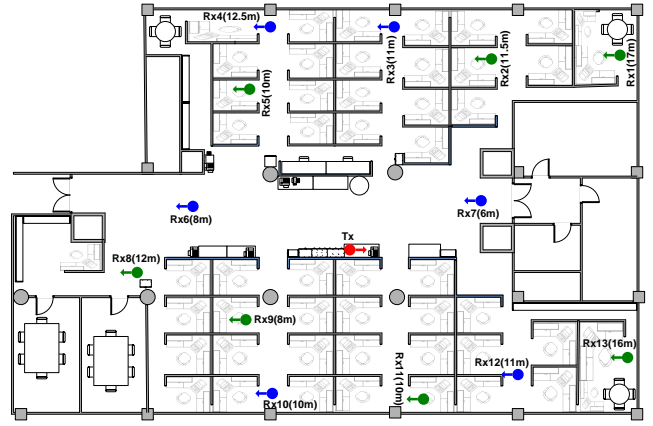 Rx4(12.5m)
Rx3(11m)
Rx2(11.5m)
Rx1(17m)
Rx5(10m)
Rx6(8m)
Rx7(6m)
Tx
Rx8(12m)
Rx9(8m)
Rx13(16m)
Rx12(11m)
Rx11(10m)
Rx10(10m)